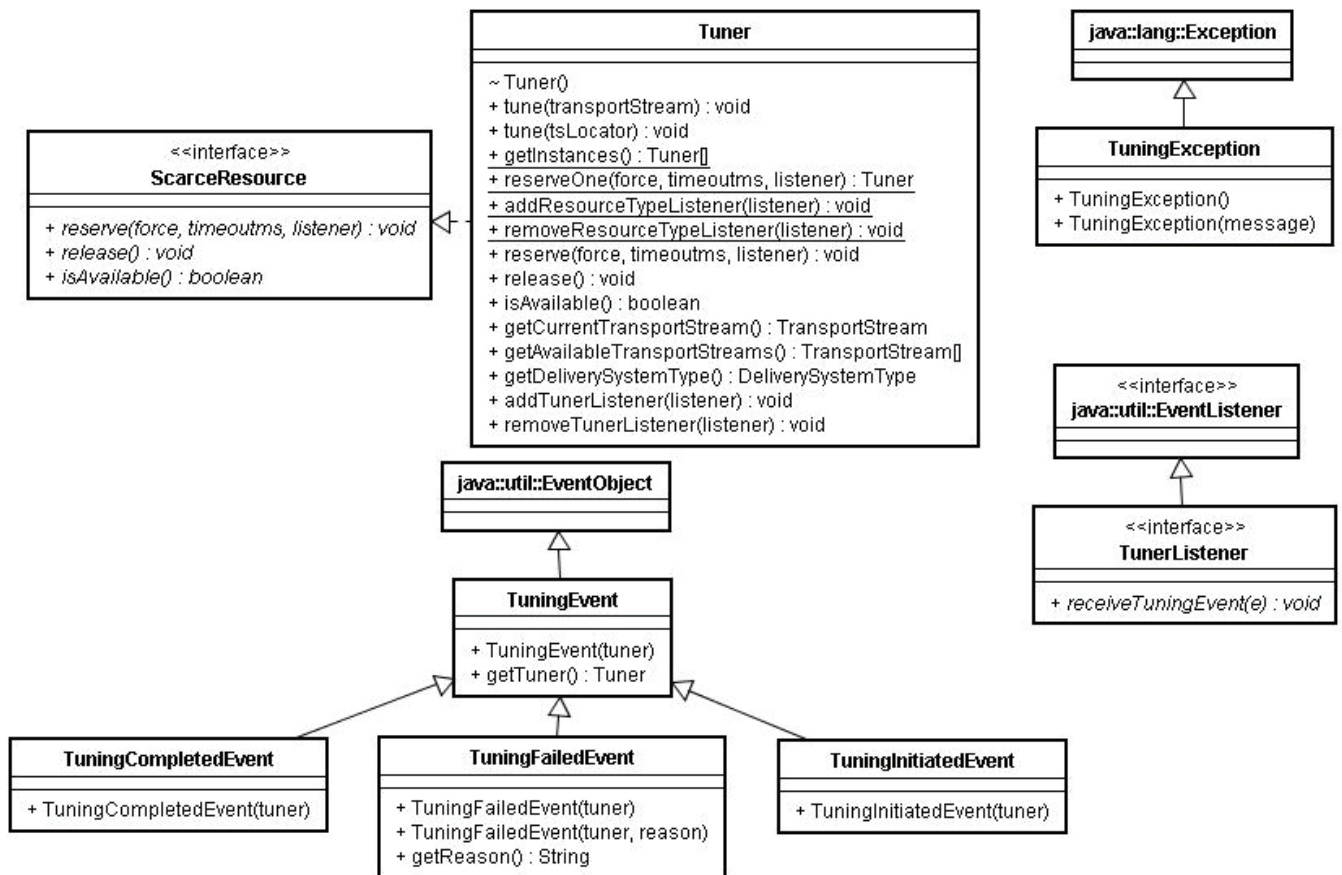 Tuner
~ Tuner()
+ tune(transportStream) : void
+ tune(tsLocator) : void
+ getInstances() : Tuner[]
+ reserveOne(force, timeoutms, listener) : Tuner
+ addResourceTypeListener(listener) : void
+ removeResourceTypeListener(listener) : void
+ reserve(force, timeoutms, listener) : void
+ release() : void
+ isAvailable() : boolean
+ getCurrentTransportStream() : TransportStream
+ getAvailableTransportStreams() : TransportStream[]
+ getDeliverySystemType() : DeliverySystemType
+ addTunerListener(listener) : void
+ removeTunerListener(listener) : void
java::lang::Exception
TuningException
+ TuningException()
+ TuningException(message)
<<interface>>
ScarceResource
+ reserve(force, timeoutms, listener) : void
+ release() : void
+ isAvailable() : boolean
<<interface>>
java::util::EventListener
<<interface>>
TunerListener
+ receiveTuningEvent(e) : void
java::util::EventObject
TuningEvent
+ TuningEvent(tuner)
+ getTuner() : Tuner
TuningCompletedEvent
+ TuningCompletedEvent(tuner)
TuningFailedEvent
+ TuningFailedEvent(tuner)
+ TuningFailedEvent(tuner, reason)
+ getReason() : String
TuningInitiatedEvent
+ TuningInitiatedEvent(tuner)